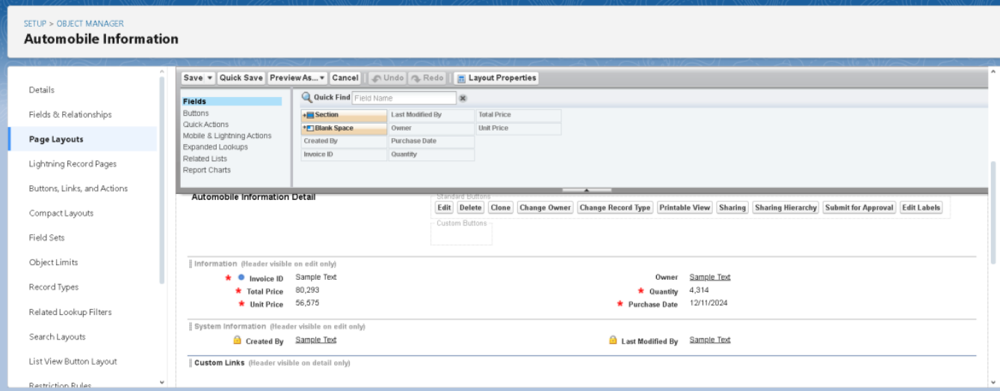 SETUP > OBJECT MANAGER
Automobile Information
Details
Fields & Relationships
Page Layouts
Lightning Record Pages
Buttons, Links, and Actions
Compact Layouts
Field Sets
Object Limits
Record Types
Related Lookup Filters
Search Layouts
List View Button Layout
Restriction Rules
Save Quick Save Preview As... Cancel Undo Redo Layout Properties
Fields
Buttons
Quick Actions
Mobile & Lightning Actions
Expanded Lookups
Related Lists
Report Charts
Quick Find Field Name
Section Last Modified By Total Price
Blank Space Owner Unit Price
Created By Purchase Date
Invoice ID Quantity
Automobile Information Detail
Standard Buttons
Edit Delete Clone Change Owner Change Record Type Printable View Sharing Sharing Hierarchy Submit for Approval Edit Labels
Custom Buttons
Information (Header visible on edit only)
Invoice ID Sample Text Owner Sample Text
Total Price 80,293 Quantity 4,314
Unit Price 56,575 Purchase Date 12/11/2024
System Information (Header visible on edit only)
Created By Sample Text Last Modified By Sample Text
Custom Links (Header visible on detail only)